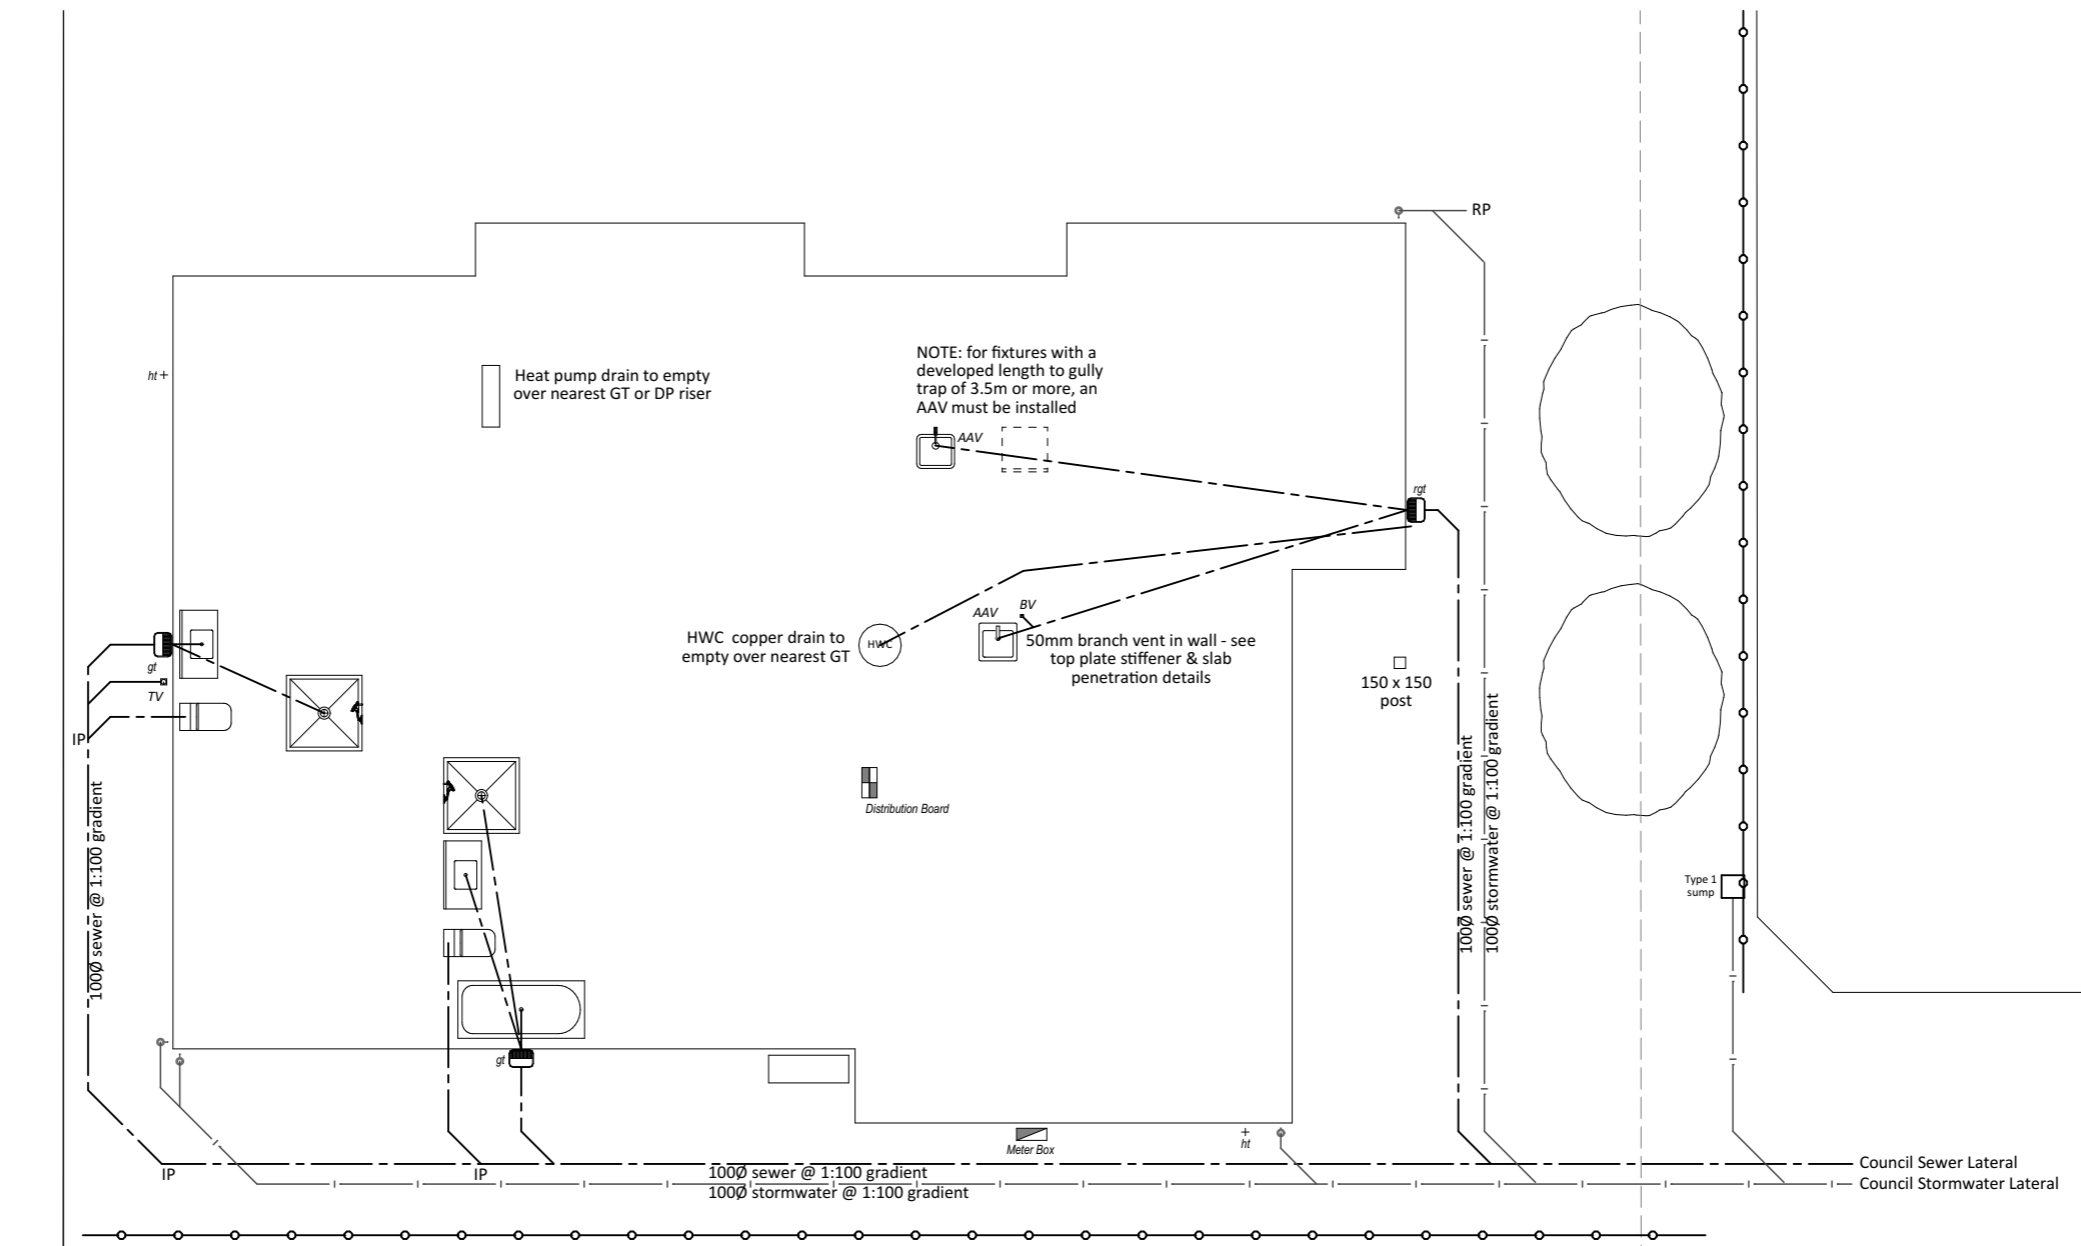 RP
NOTE: for fixtures with a
developed length to gully
trap of 3.5m or more, an
AAV must be installed
ht
Heat pump drain to empty
over nearest GT or DP riser
AAV
rgt
AAV
BV
HWC copper drain to
empty over nearest GT
HWC
50mm branch vent in wall - see
top plate stiffener & slab
penetration details
150 x 150
post
gt
TV
IP
100Ø sewer @ 1:100 gradient
Distribution Board
100Ø sewer @ 1:100 gradient
100Ø stormwater @ 1:100 gradient
Type 1
sump
gt
Meter Box
ht
IP
IP
100Ø sewer @ 1:100 gradient
100Ø stormwater @ 1:100 gradient
Council Sewer Lateral
Council Stormwater Lateral